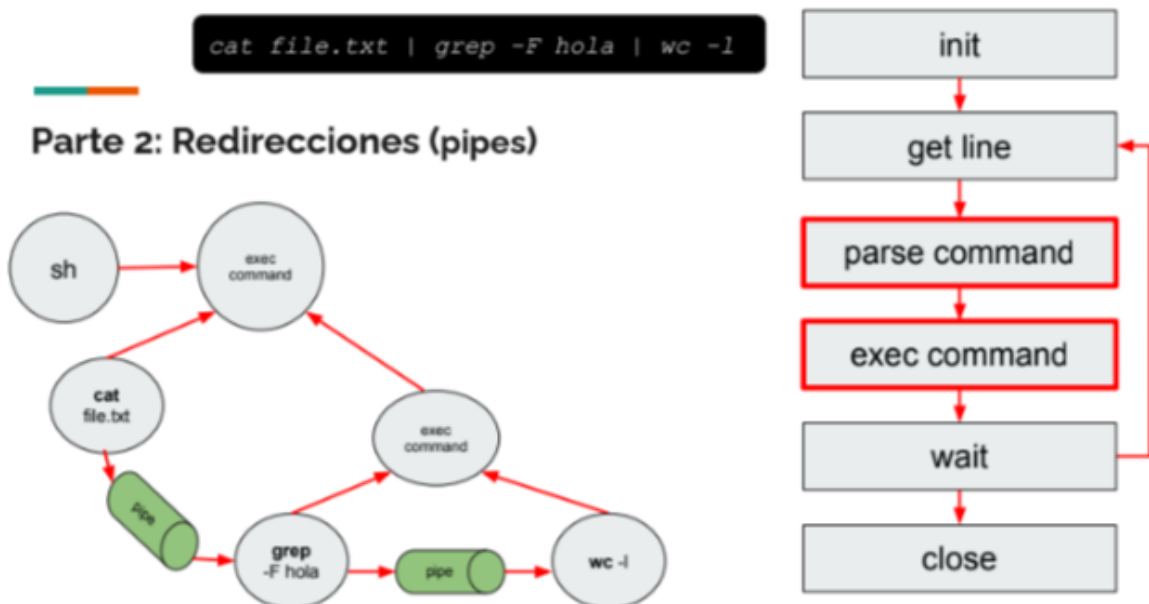 cat file.txt | grep -F hola | wc -l
Parte 2: Redirecciones (pipes)
sh
exec
command
cat
file.txt
exec
command
pipe
grep
-F hola
pipe
wc -l
init
get line
parse command
exec command
wait
close